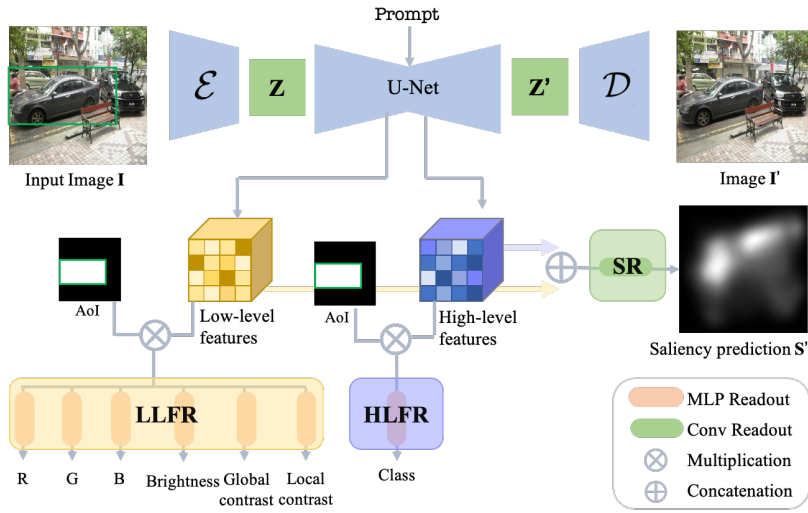 Prompt
ℰ
Z
U-Net
Z'
𝒟
Input Image I
Image I'
AoI
Low-level
features
AoI
High-level
features
SR
Saliency prediction S'
LLFR
HLFR
R
G
B
Brightness
Global
contrast
Local
contrast
Class
MLP Readout
Conv Readout
Multiplication
Concatenation